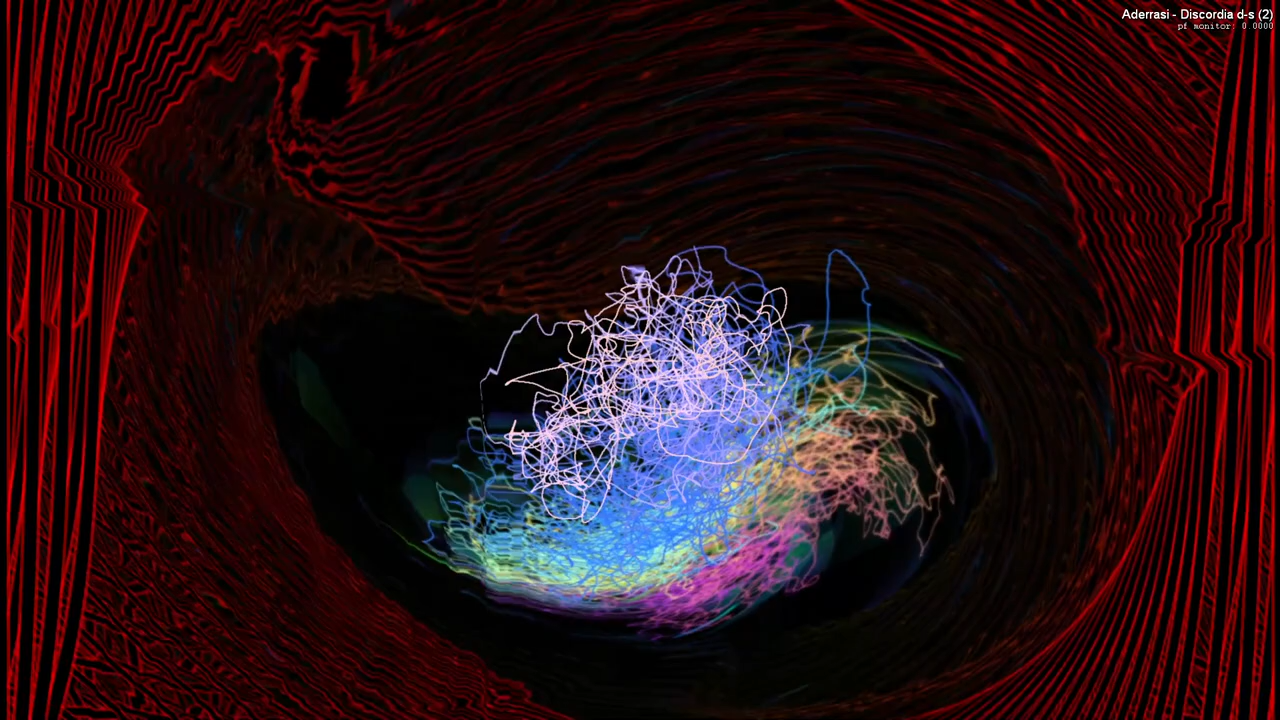 Aderrasi - Discordia d-s (2)
pf monitor: 0.0000